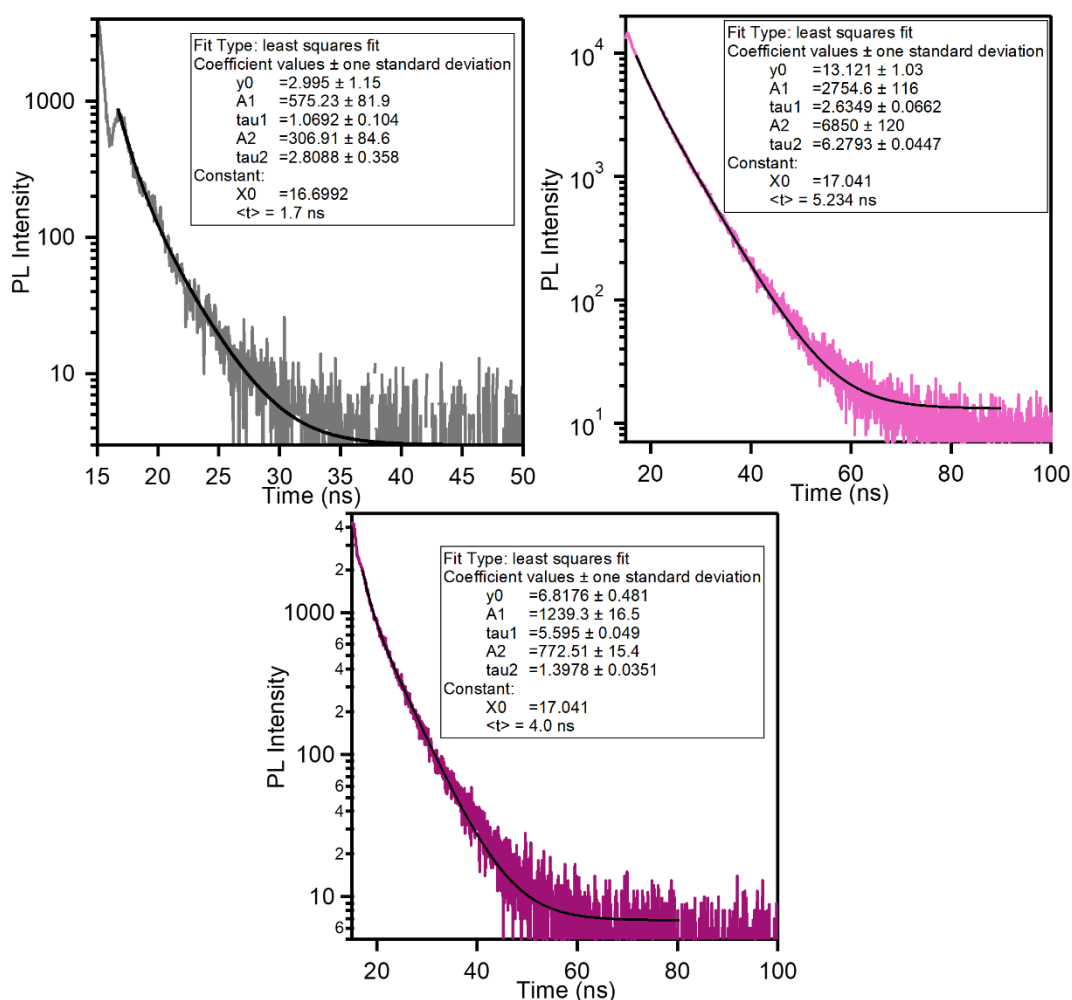 Fit Type: least squares fit
Coefficient values ± one standard deviation
y0 =2.995 ± 1.15
A1 =575.23 ± 81.9
tau1 =1.0692 ± 0.104
A2 =306.91 ± 84.6
tau2 =2.8088 ± 0.358
Constant:
X0 =16.6992
<t> = 1.7 ns
1000
100
10
PL Intensity
15 20 25 30 35 40 45 50
Time (ns)
Fit Type: least squares fit
Coefficient values ± one standard deviation
y0 =13.121 ± 1.03
A1 =2754.6 ± 116
tau1 =2.6349 ± 0.0662
A2 =6850 ± 120
tau2 =6.2793 ± 0.0447
Constant:
X0 =17.041
<t> = 5.234 ns
10⁴
10³
10²
10¹
PL Intensity
20 40 60 80 100
Time (ns)
Fit Type: least squares fit
Coefficient values ± one standard deviation
y0 =6.8176 ± 0.481
A1 =1239.3 ± 16.5
tau1 =5.595 ± 0.049
A2 =772.51 ± 15.4
tau2 =1.3978 ± 0.0351
Constant:
X0 =17.041
<t> = 4.0 ns
4
2
1000
6
4
2
100
6
4
2
10
8
6
PL Intensity
20 40 60 80 100
Time (ns)